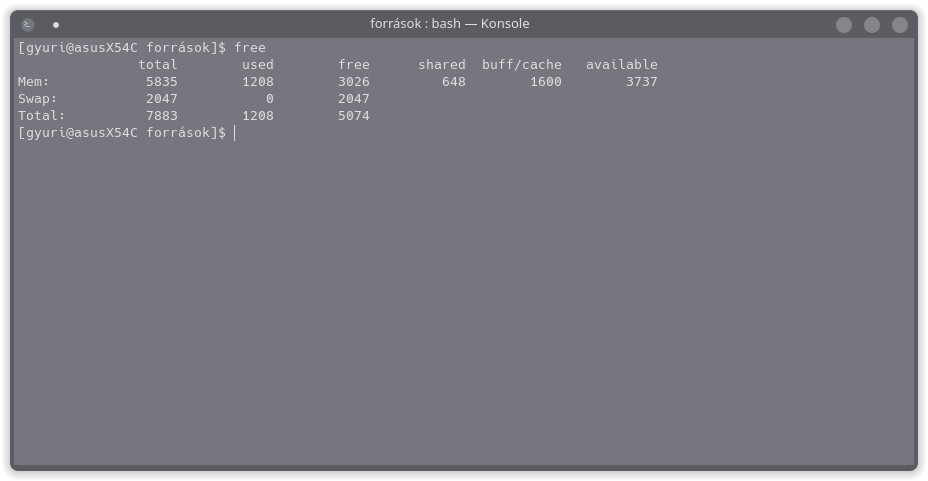 források : bash — Konsole
[gyuri@asusX54C források]$ free
              total        used        free      shared  buff/cache   available
Mem:           5835        1208        3026         648        1600        3737
Swap:          2047           0        2047
Total:         7883        1208        5074
[gyuri@asusX54C források]$